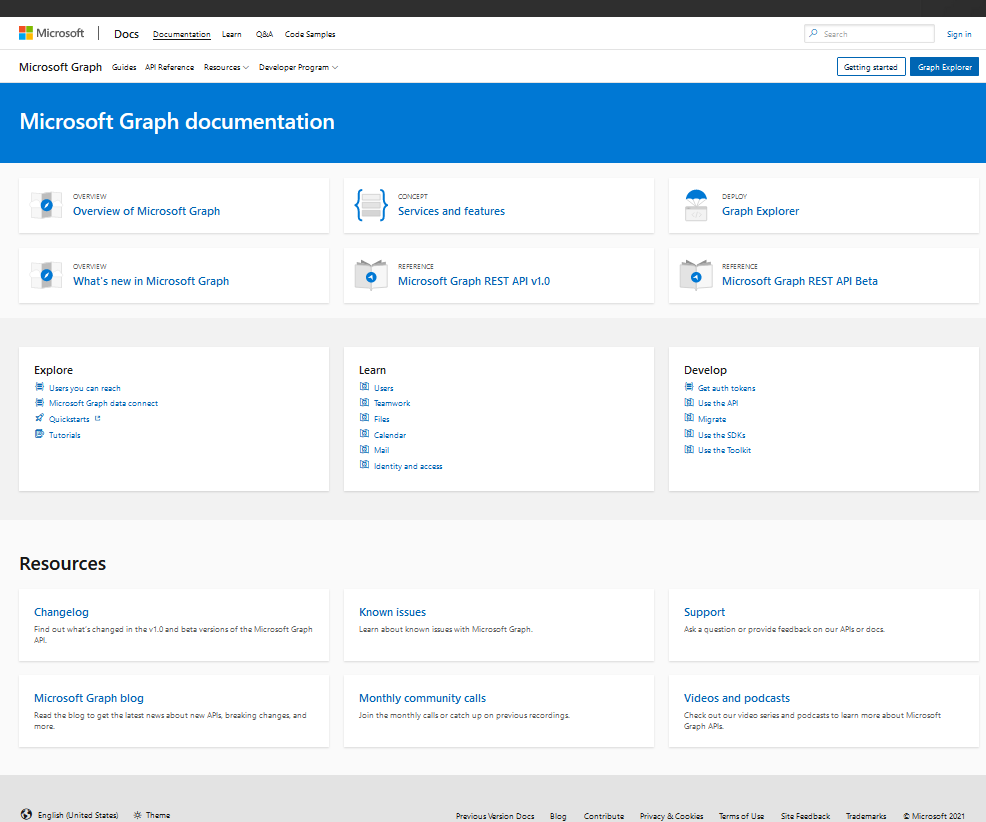 Microsoft Docs Documentation Learn Q&A Code Samples Search Sign in
Microsoft Graph Guides API Reference Resources Developer Program Getting started Graph Explorer
Microsoft Graph documentation
OVERVIEW
Overview of Microsoft Graph
CONCEPT
Services and features
DEPLOY
Graph Explorer
OVERVIEW
What's new in Microsoft Graph
REFERENCE
Microsoft Graph REST API v1.0
REFERENCE
Microsoft Graph REST API Beta
Explore
Users you can reach
Microsoft Graph data connect
Quickstarts
Tutorials
Learn
Users
Teamwork
Files
Calendar
Mail
Identity and access
Develop
Get auth tokens
Use the API
Migrate
Use the SDKs
Use the Toolkit
Resources
Changelog
Find out what's changed in the v1.0 and beta versions of the Microsoft Graph
API.
Known issues
Learn about known issues with Microsoft Graph.
Support
Ask a question or provide feedback on our APIs or docs.
Microsoft Graph blog
Read the blog to get the latest news about new APIs, breaking changes, and
more.
Monthly community calls
Join the monthly calls or catch up on previous recordings.
Videos and podcasts
Check out our video series and podcasts to learn more about Microsoft
Graph APIs.
English (United States) Theme Previous Version Docs Blog Contribute Privacy & Cookies Terms of Use Site Feedback Trademarks © Microsoft 2021